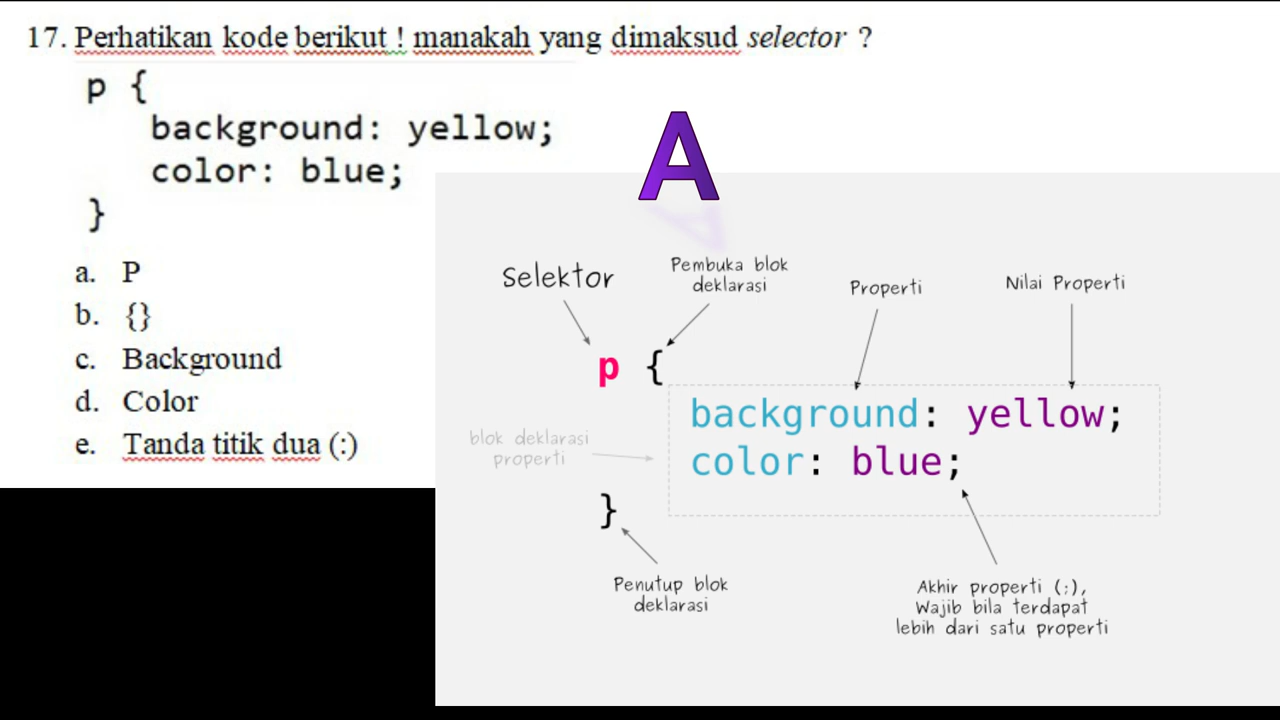 17. Perhatikan kode berikut ! manakah yang dimaksud selector ?
p {
background: yellow;
color: blue;
}
a. P
b. {}
c. Background
d. Color
e. Tanda titik dua (:)
A
Selektor
Pembuka blok
deklarasi
Properti
Nilai Properti
p {
background: yellow;
color: blue;
blok deklarasi
properti
}
Penutup blok
deklarasi
Akhir properti (;),
Wajib bila terdapat
lebih dari satu properti